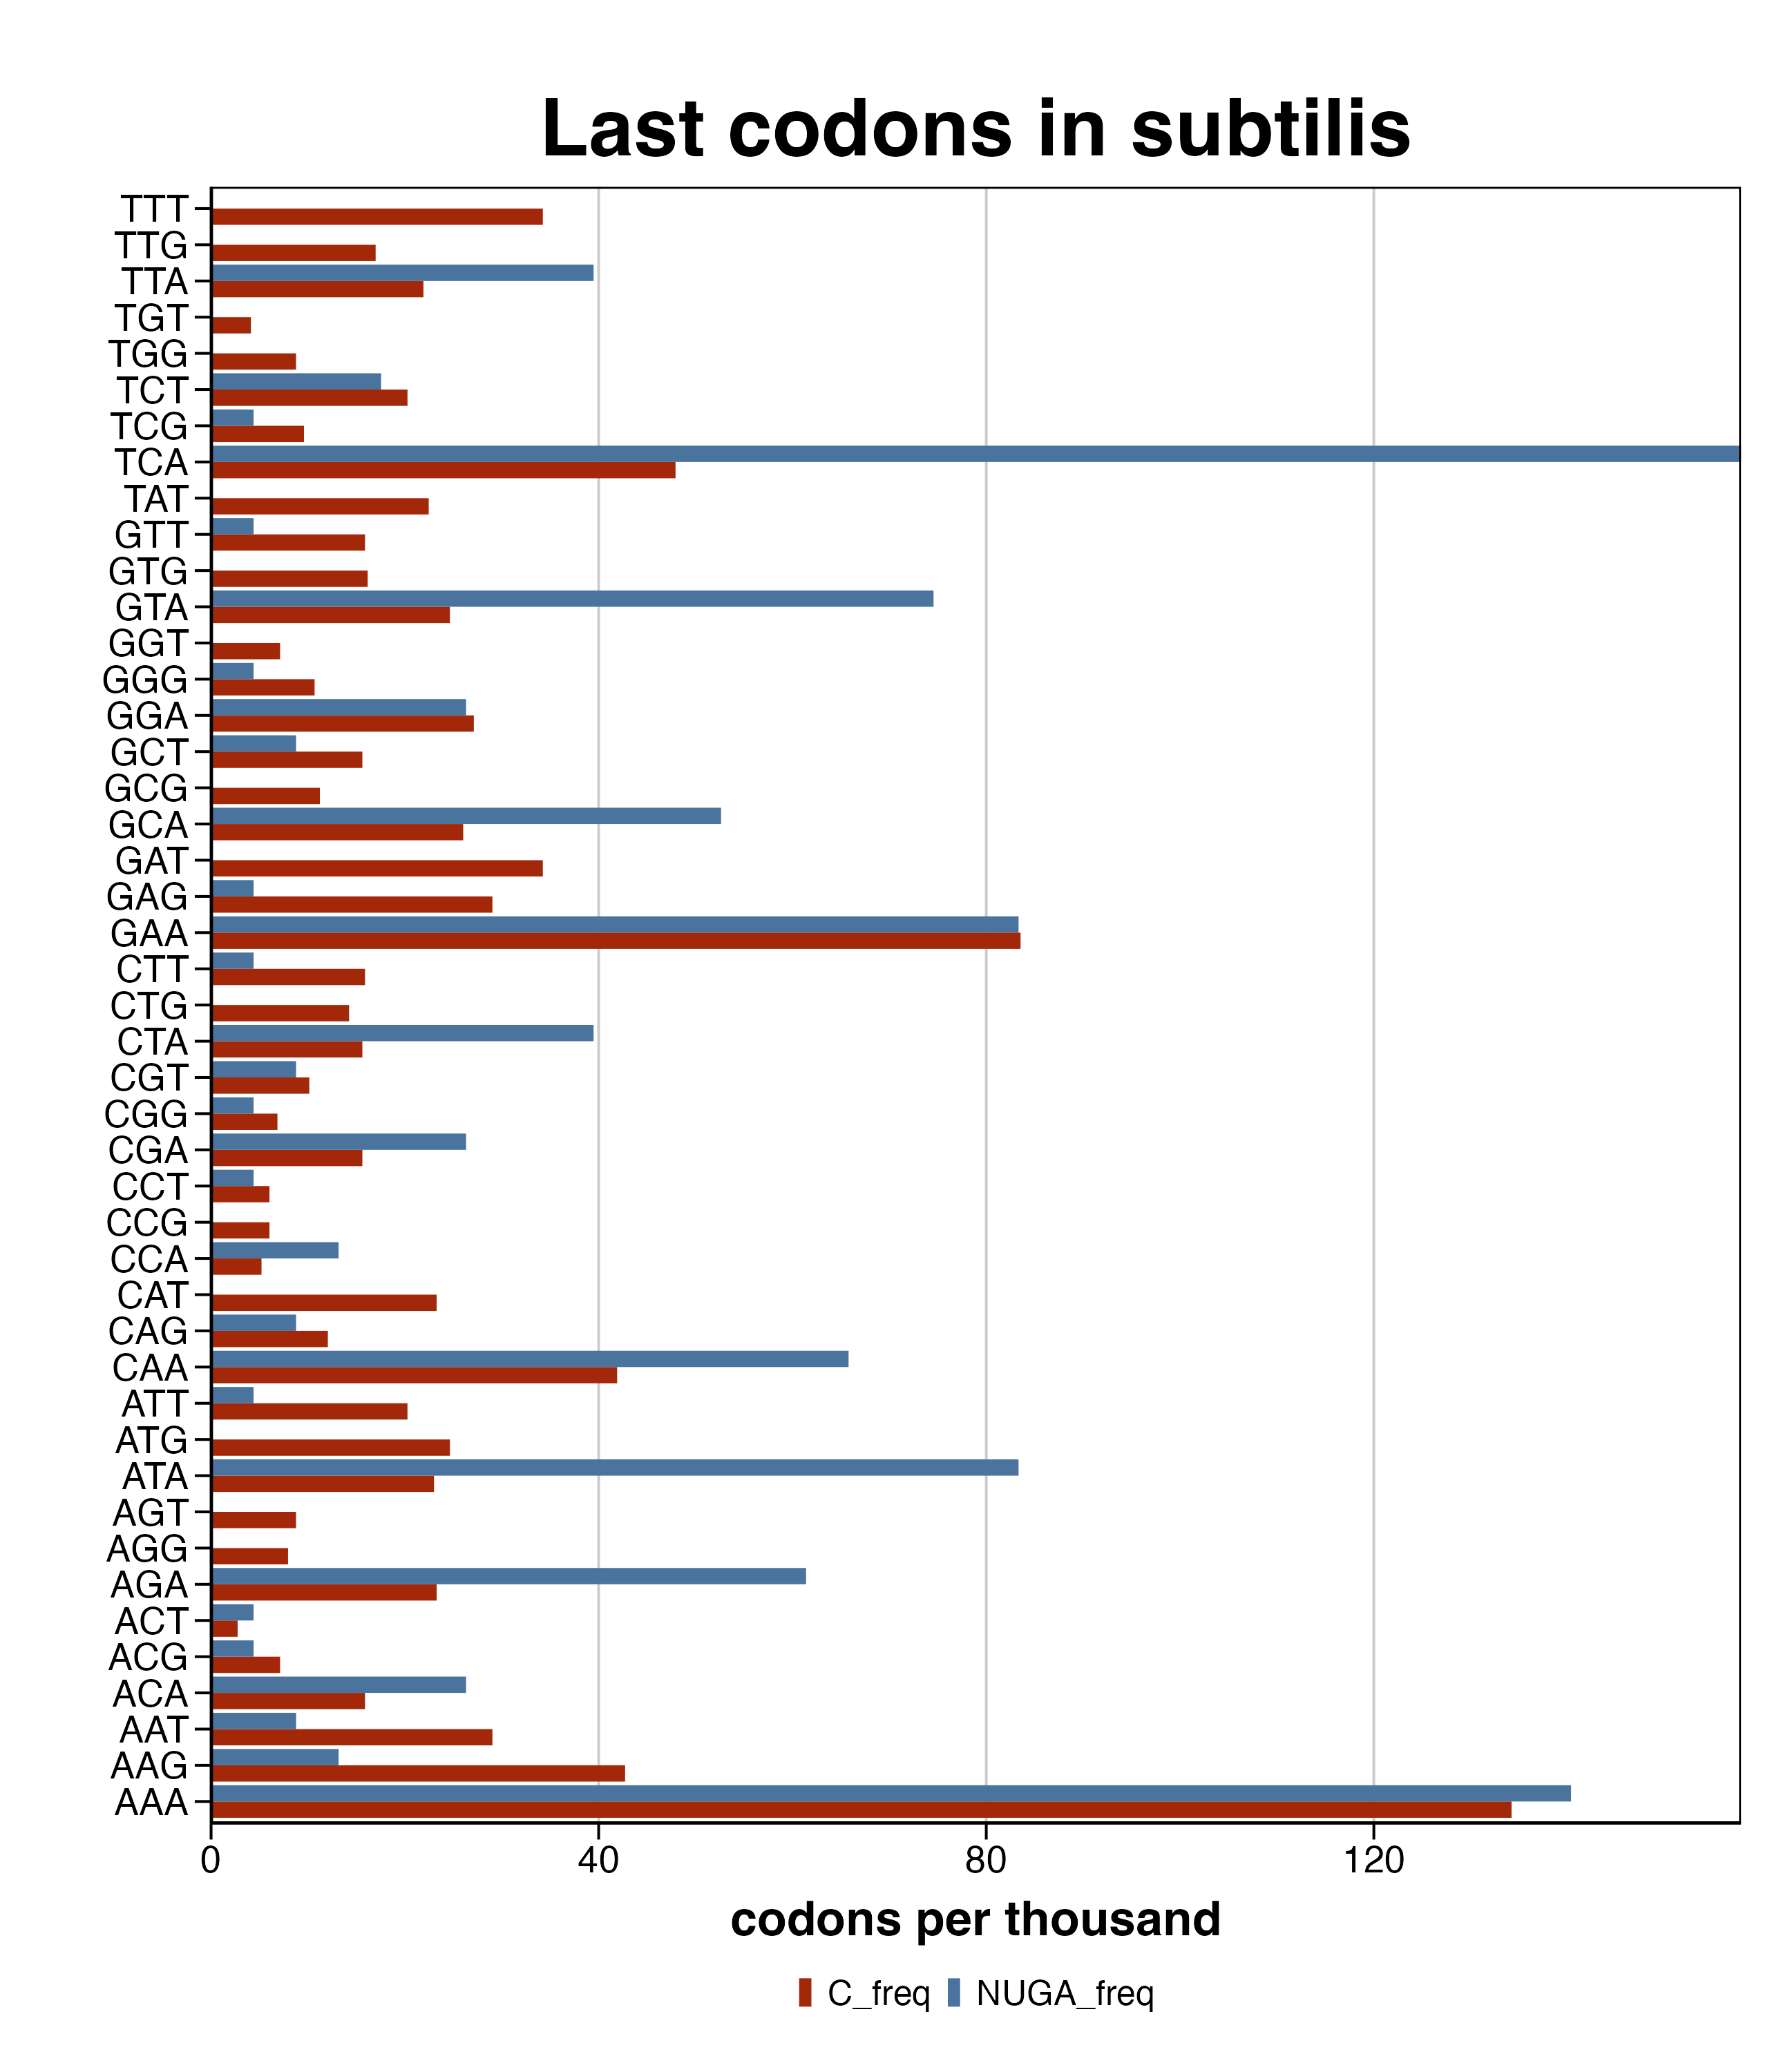 Last codons in subtilis
TTT
TTG
TTA
TGT
TGG
TCT
TCG
TCA
TAT
GTT
GTG
GTA
GGT
GGG
GGA
GCT
GCG
GCA
GAT
GAG
GAA
CTT
CTG
CTA
CGT
CGG
CGA
CCT
CCG
CCA
CAT
CAG
CAA
ATT
ATG
ATA
AGT
AGG
AGA
ACT
ACG
ACA
AAT
AAG
AAA
0 40 80 120
codons per thousand
C_freq NUGA_freq